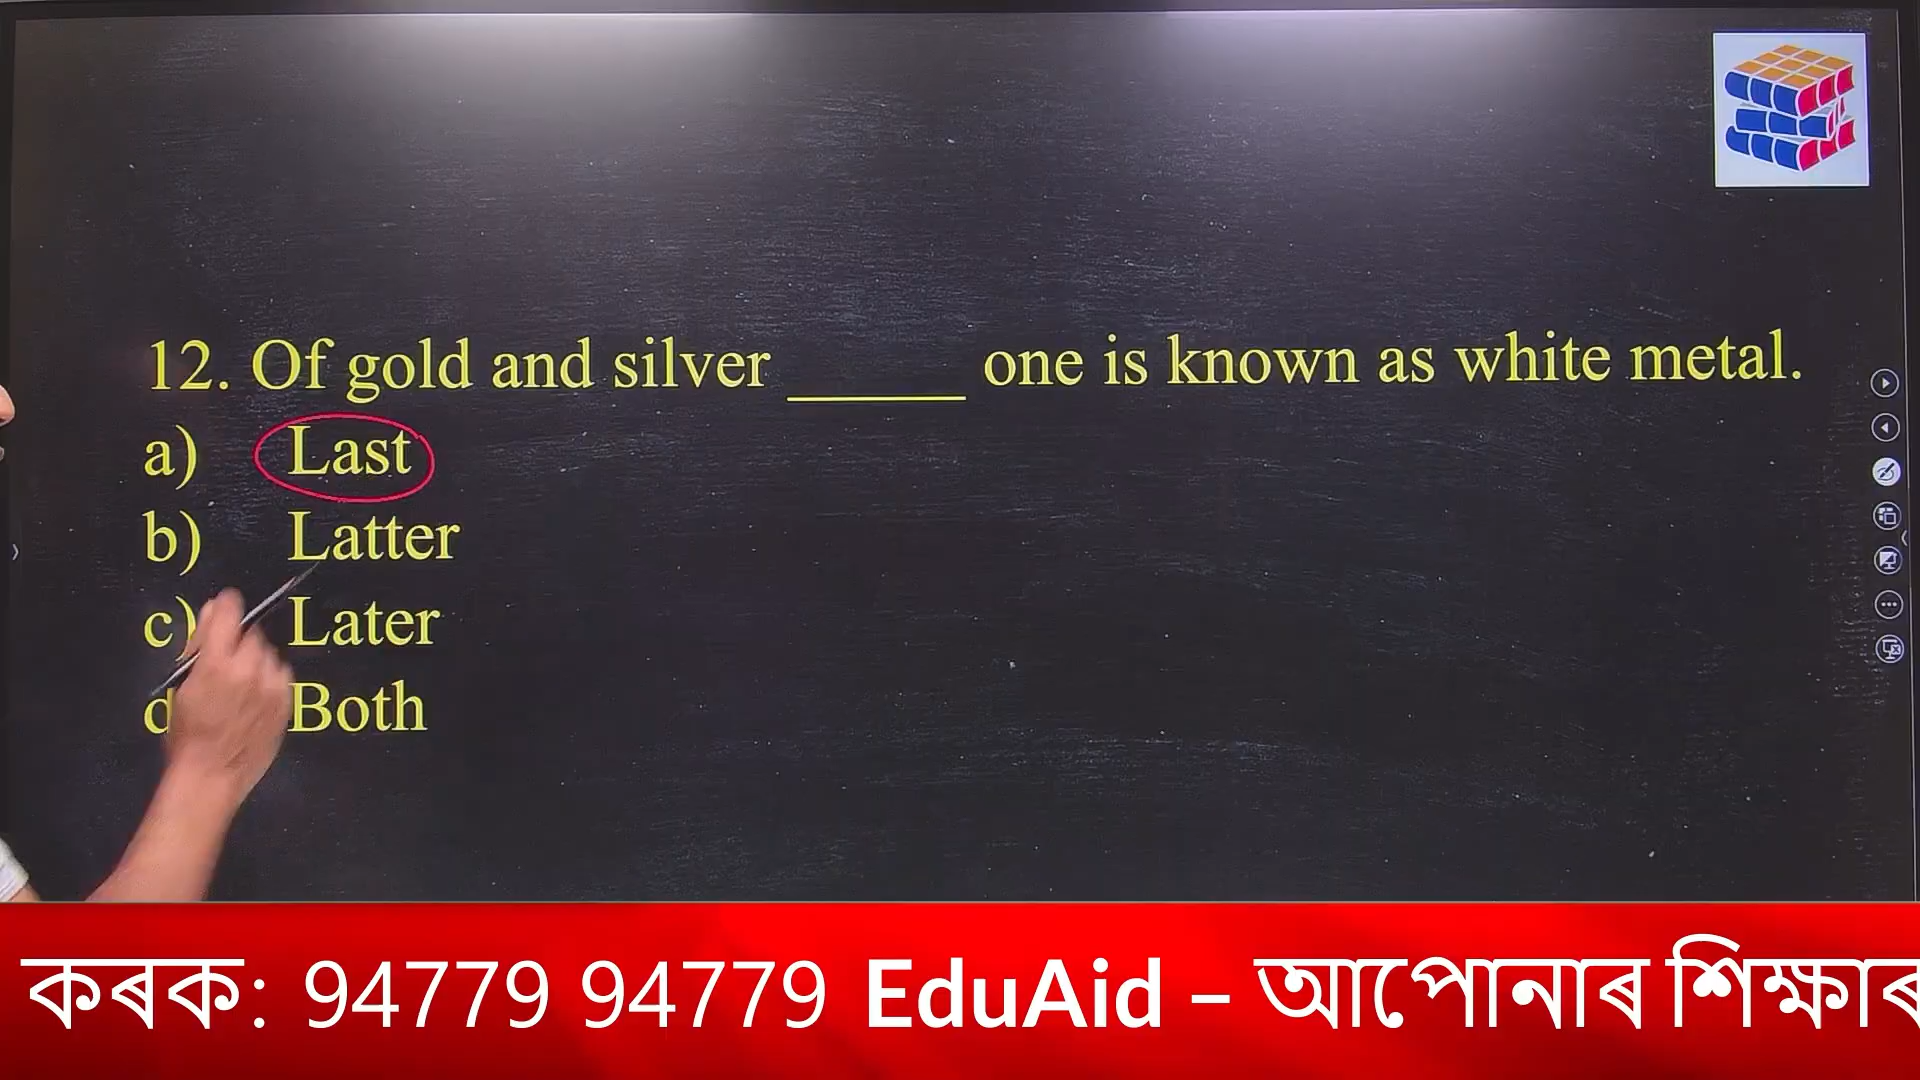 12. Of gold and silver _____ one is known as white metal.
a) Last
b) Latter
c) Later
d Both
কৰক: 94779 94779 EduAid – আপোনাৰ শিক্ষাৰ